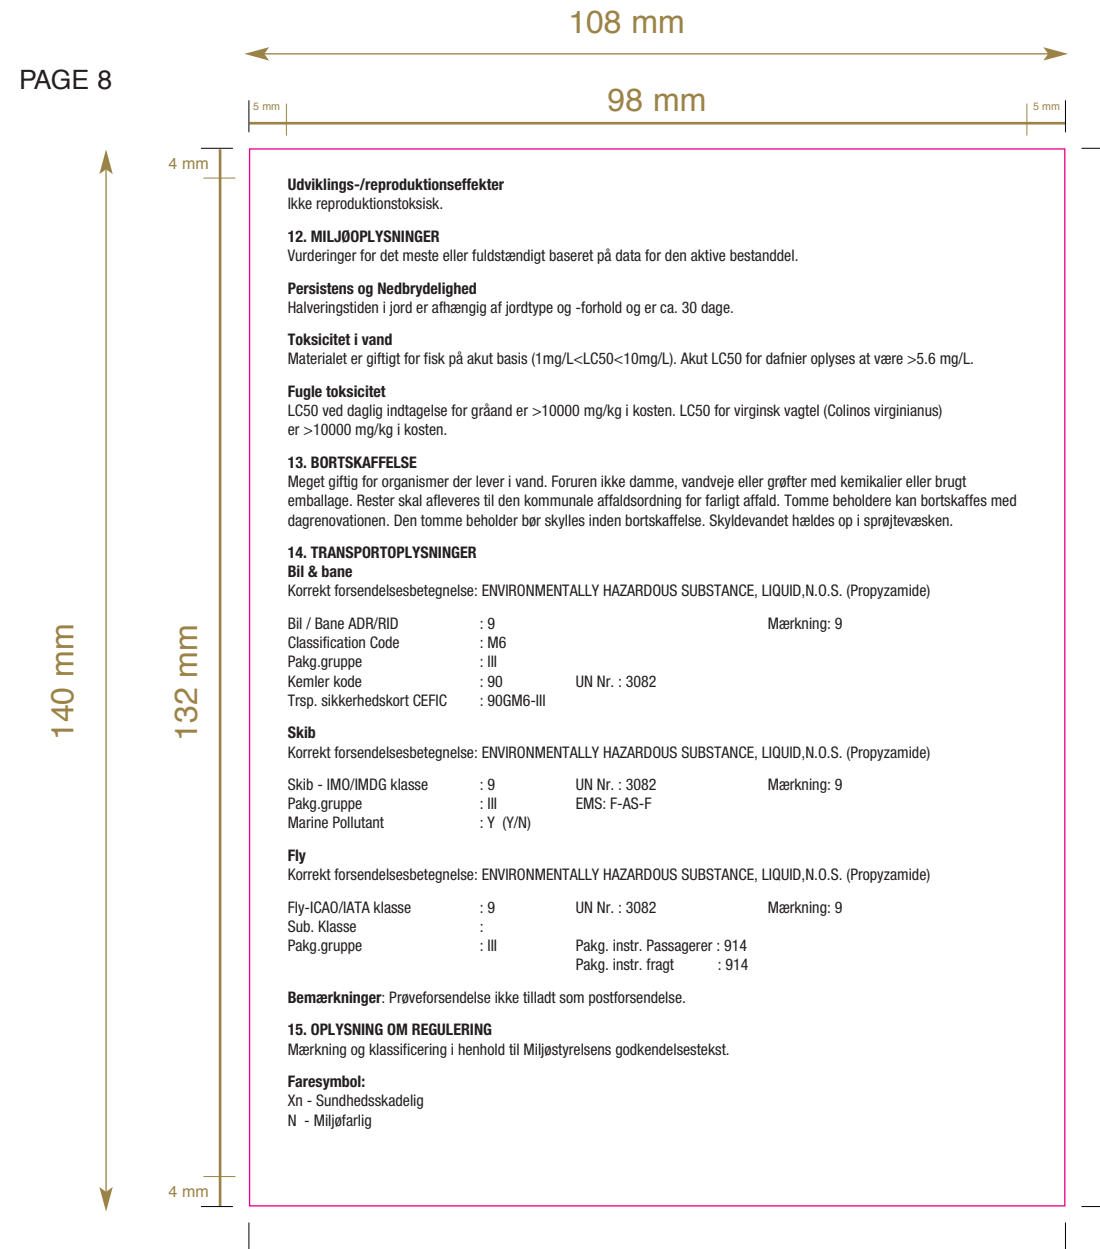 108 mm
PAGE 8
98 mm
5 mm
5 mm
4 mm
Udviklings-/reproduktionseffekter
Ikke reproduktionstoksisk.
12. MILJØOPLYSNINGER
Vurderinger for det meste eller fuldstændigt baseret på data for den aktive bestanddel.
Persistens og Nedbrydelighed
Halveringstiden i jord er afhængig af jordtype og -forhold og er ca. 30 dage.
Toksicitet i vand
Materialet er giftigt for fisk på akut basis (1mg/L<LC50<10mg/L). Akut LC50 for dafnier oplyses at være >5.6 mg/L.
Fugle toksicitet
LC50 ved daglig indtagelse for gråand er >10000 mg/kg i kosten. LC50 for virginsk vagtel (Colinos virginianus)
er >10000 mg/kg i kosten.
13. BORTSKAFFELSE
Meget giftig for organismer der lever i vand. Foruren ikke damme, vandveje eller grøfter med kemikalier eller brugt
emballage. Rester skal afleveres til den kommunale affaldsordning for farligt affald. Tomme beholdere kan bortskaffes med
dagrenovationen. Den tomme beholder bør skylles inden bortskaffelse. Skyldevandet hældes op i sprøjtevæsken.
14. TRANSPORTOPLYSNINGER
Bil & bane
Korrekt forsendelsesbetegnelse: ENVIRONMENTALLY HAZARDOUS SUBSTANCE, LIQUID,N.O.S. (Propyzamide)
Bil / Bane ADR/RID : 9 Mærkning: 9
Classification Code : M6
Pakg.gruppe : III
Kemler kode : 90 UN Nr. : 3082
Trsp. sikkerhedskort CEFIC : 90GM6-III
Skib
Korrekt forsendelsesbetegnelse: ENVIRONMENTALLY HAZARDOUS SUBSTANCE, LIQUID,N.O.S. (Propyzamide)
Skib - IMO/IMDG klasse : 9 UN Nr. : 3082 Mærkning: 9
Pakg.gruppe : III EMS: F-AS-F
Marine Pollutant : Y (Y/N)
Fly
Korrekt forsendelsesbetegnelse: ENVIRONMENTALLY HAZARDOUS SUBSTANCE, LIQUID,N.O.S. (Propyzamide)
Fly-ICAO/IATA klasse : 9 UN Nr. : 3082 Mærkning: 9
Sub. Klasse :
Pakg.gruppe : III Pakg. instr. Passagerer : 914
Pakg. instr. fragt : 914
Bemærkninger: Prøveforsendelse ikke tilladt som postforsendelse.
15. OPLYSNING OM REGULERING
Mærkning og klassificering i henhold til Miljøstyrelsens godkendelsestekst.
Faresymbol:
Xn - Sundhedsskadelig
N - Miljøfarlig
140 mm
132 mm
4 mm